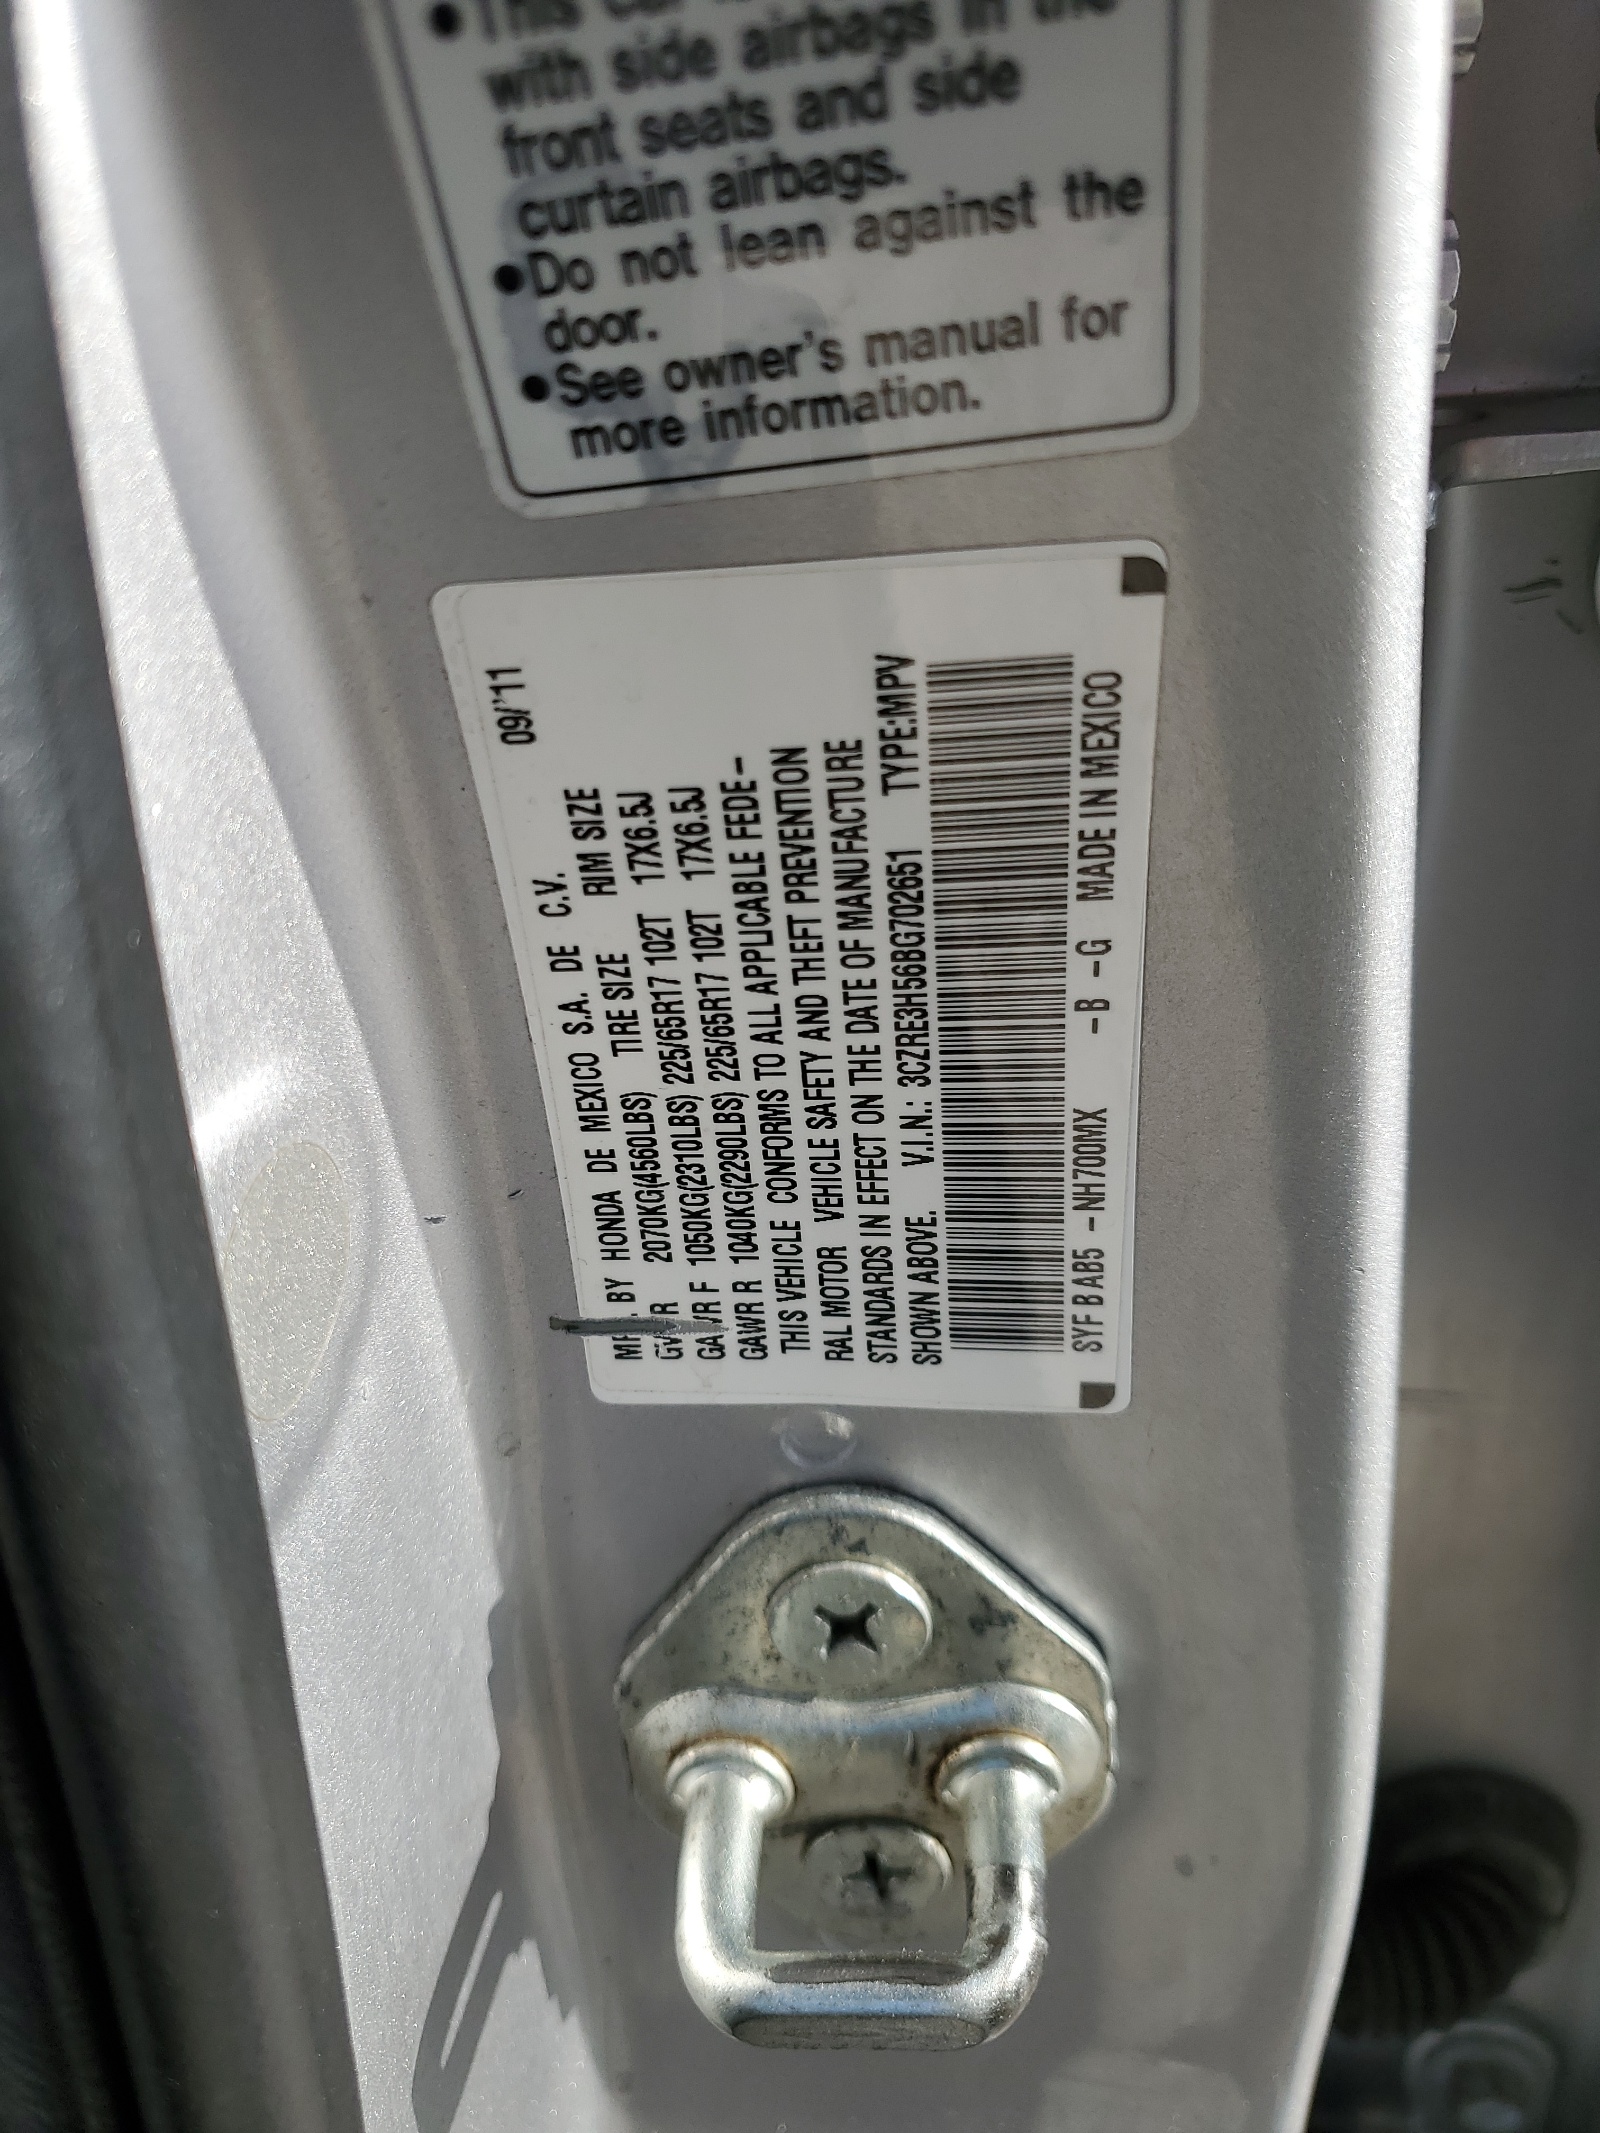 with side airbags in the
front seats and side
curtain airbags.
●Do not lean against the
door.
●See owner's manual for
more information.
09/'11
BY HONDA DE MEXICO S.A. DE C.V.
TIRE SIZE RIM SIZE
2070KG(4560LBS)
GAWR F 1050KG(2310LBS) 225/65R17 102T 17X6.5J
GAWR R 1040KG(2290LBS) 225/65R17 102T 17X6.5J
THIS VEHICLE CONFORMS TO ALL APPLICABLE FEDE-
RAL MOTOR VEHICLE SAFETY AND THEFT PREVENTION
STANDARDS IN EFFECT ON THE DATE OF MANUFACTURE
SHOWN ABOVE. V.I.N.: 3CZRE3H56BG702651 TYPE:MPV
SYF B AB5 -NH700MX -B -G MADE IN MEXICO